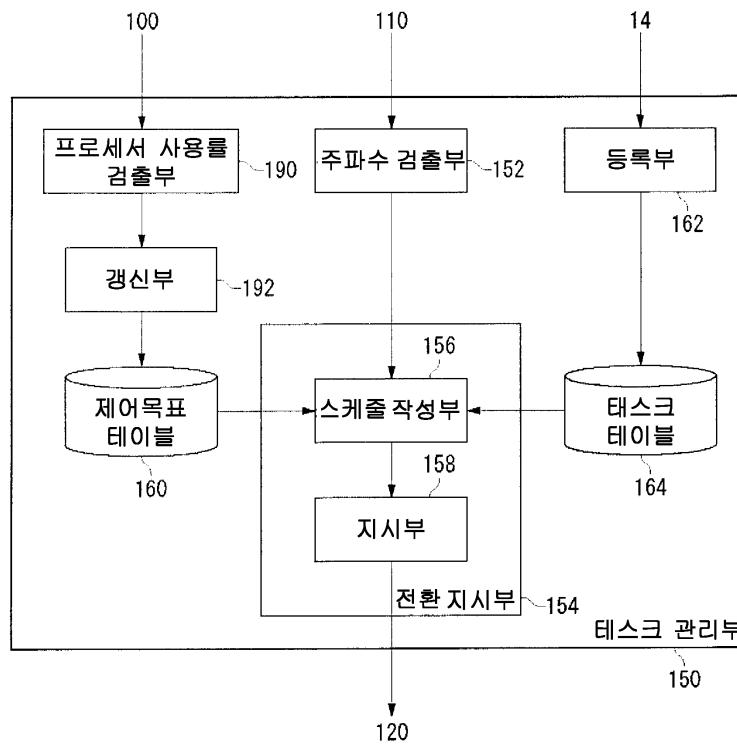 100
110
14
프로세서 사용률
검출부
190
주파수 검출부
152
등록부
162
갱신부
192
156
제어목표
테이블
160
스케줄 작성부
태스크
테이블
164
158
지시부
전환 지시부
154
테스크 관리부
150
120